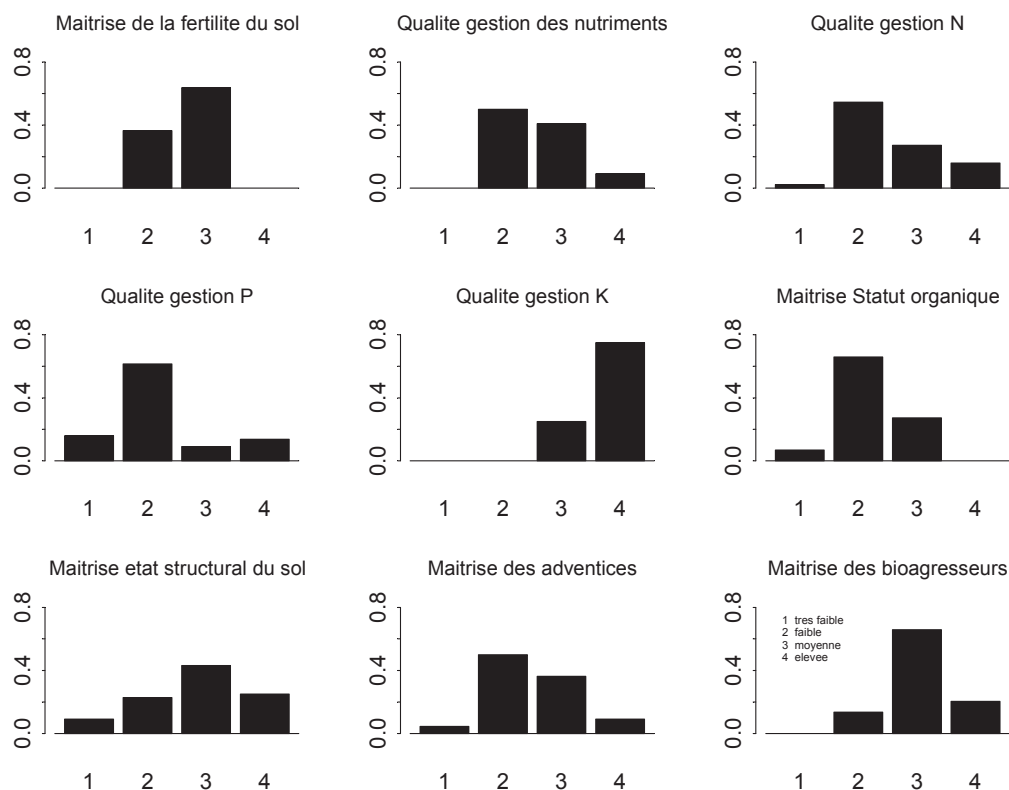 Maitrise de la fertilite du sol
0.0 0.4 0.8
1 2 3 4
Qualite gestion des nutriments
0.0 0.4 0.8
1 2 3 4
Qualite gestion N
0.0 0.4 0.8
1 2 3 4
Qualite gestion P
0.0 0.4 0.8
1 2 3 4
Qualite gestion K
0.0 0.4 0.8
1 2 3 4
Maitrise Statut organique
0.0 0.4 0.8
1 2 3 4
Maitrise etat structural du sol
0.0 0.4 0.8
1 2 3 4
Maitrise des adventices
0.0 0.4 0.8
1 2 3 4
Maitrise des bioagresseurs
0.0 0.4 0.8
1 tres faible
2 faible
3 moyenne
4 elevee
1 2 3 4